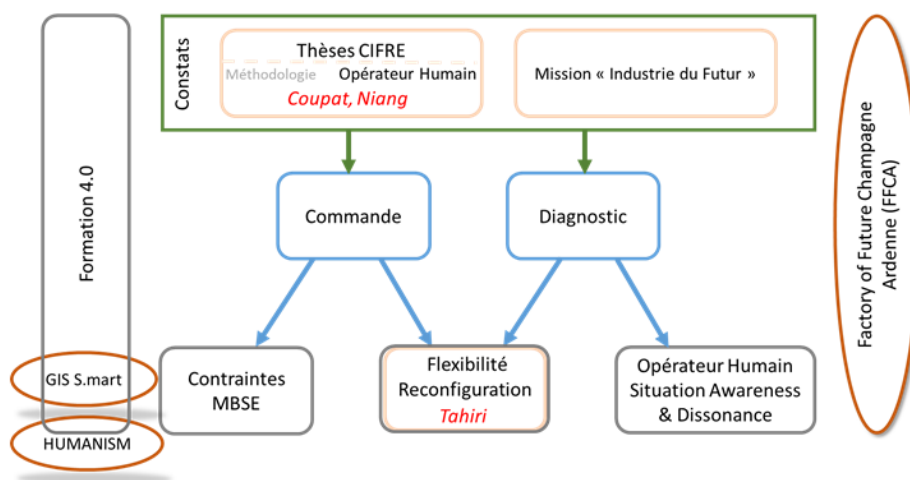 Constats
Thèses CIFRE
Méthodologie Opérateur Humain
Coupat, Niang
Mission « Industrie du Futur »
Formation 4.0
Commande
Diagnostic
Factory of Future Champagne
Ardenne (FFCA)
GIS S.mart
HUMANISM
Contraintes
MBSE
Flexibilité
Reconfiguration
Tahiri
Opérateur Humain
Situation Awareness
& Dissonance